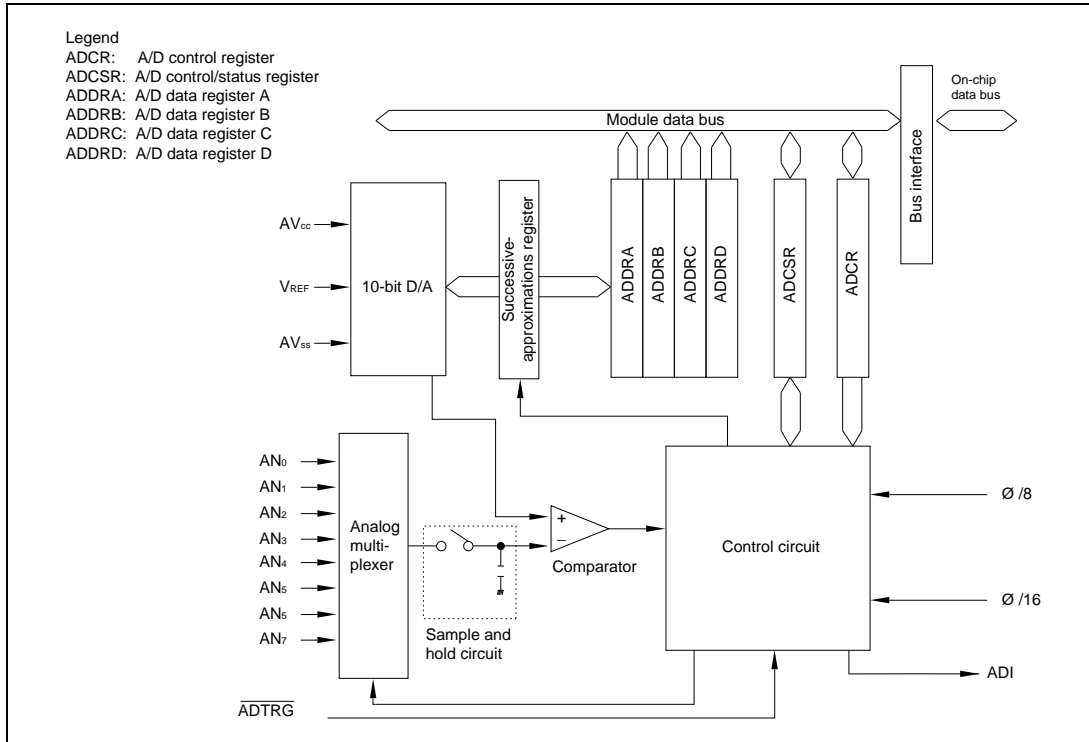 Legend
ADCR: A/D control register
ADCSR: A/D control/status register
ADDRA: A/D data register A
ADDRB: A/D data register B
ADDRC: A/D data register C
ADDRD: A/D data register D
Module data bus
On-chip
data bus
Bus interface
AVcc
VREF
AVss
10-bit D/A
Successive-
approximations register
ADDRA
ADDRB
ADDRC
ADDRD
ADCSR
ADCR
AN0
AN1
AN2
AN3
AN4
AN5
AN5
AN7
Analog
multi-
plexer
Sample and
hold circuit
+
−
Comparator
Control circuit
Ø /8
Ø /16
ADI
ADTRG